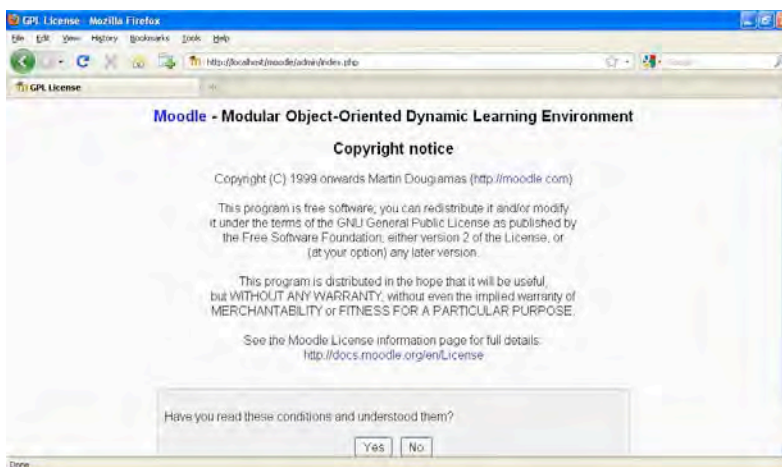 GPL License - Mozilla Firefox
File Edit View History Bookmarks Tools Help
http://localhost/moodle/admin/index.php
GPL License
Moodle - Modular Object-Oriented Dynamic Learning Environment
Copyright notice
Copyright (C) 1999 onwards Martin Dougiamas (http://moodle.com)
This program is free software; you can redistribute it and/or modify
it under the terms of the GNU General Public License as published by
the Free Software Foundation; either version 2 of the License, or
(at your option) any later version.
This program is distributed in the hope that it will be useful,
but WITHOUT ANY WARRANTY; without even the implied warranty of
MERCHANTABILITY or FITNESS FOR A PARTICULAR PURPOSE.
See the Moodle License information page for full details:
http://docs.moodle.org/en/License
Have you read these conditions and understood them?
Yes No
Done